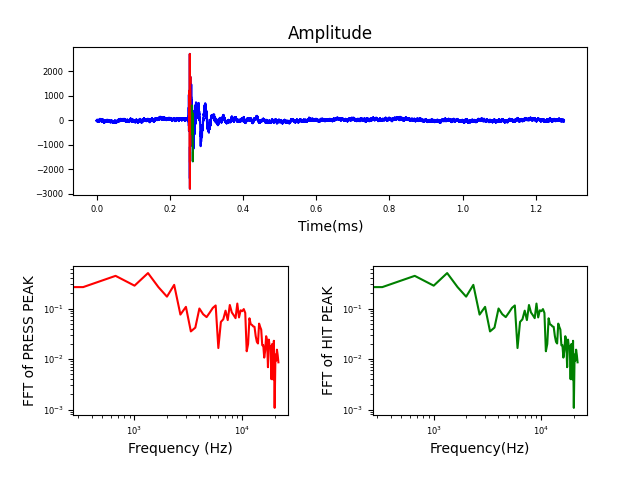 Amplitude
2000
1000
0
−1000
−2000
−3000
0.0 0.2 0.4 0.6 0.8 1.0 1.2
Time(ms)
FFT of PRESS PEAK
10⁻¹
10⁻²
10⁻³
10³ 10⁴
Frequency (Hz)
FFT of HIT PEAK
10⁻¹
10⁻²
10⁻³
10³ 10⁴
Frequency(Hz)